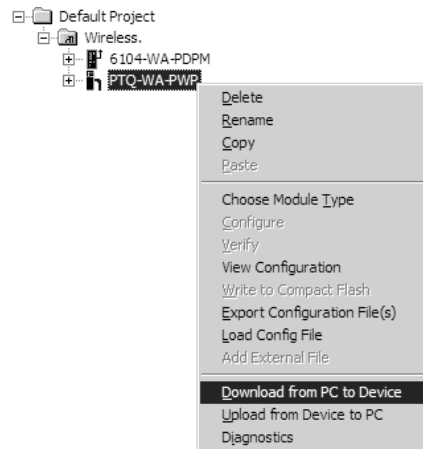 Default Project
Wireless.
6104-WA-PDPM
PTQ-WA-PWP
Delete
Rename
Copy
Paste
Choose Module Type
Configure
Verify
View Configuration
Write to Compact Flash
Export Configuration File(s)
Load Config File
Add External File
Download from PC to Device
Upload from Device to PC
Diagnostics